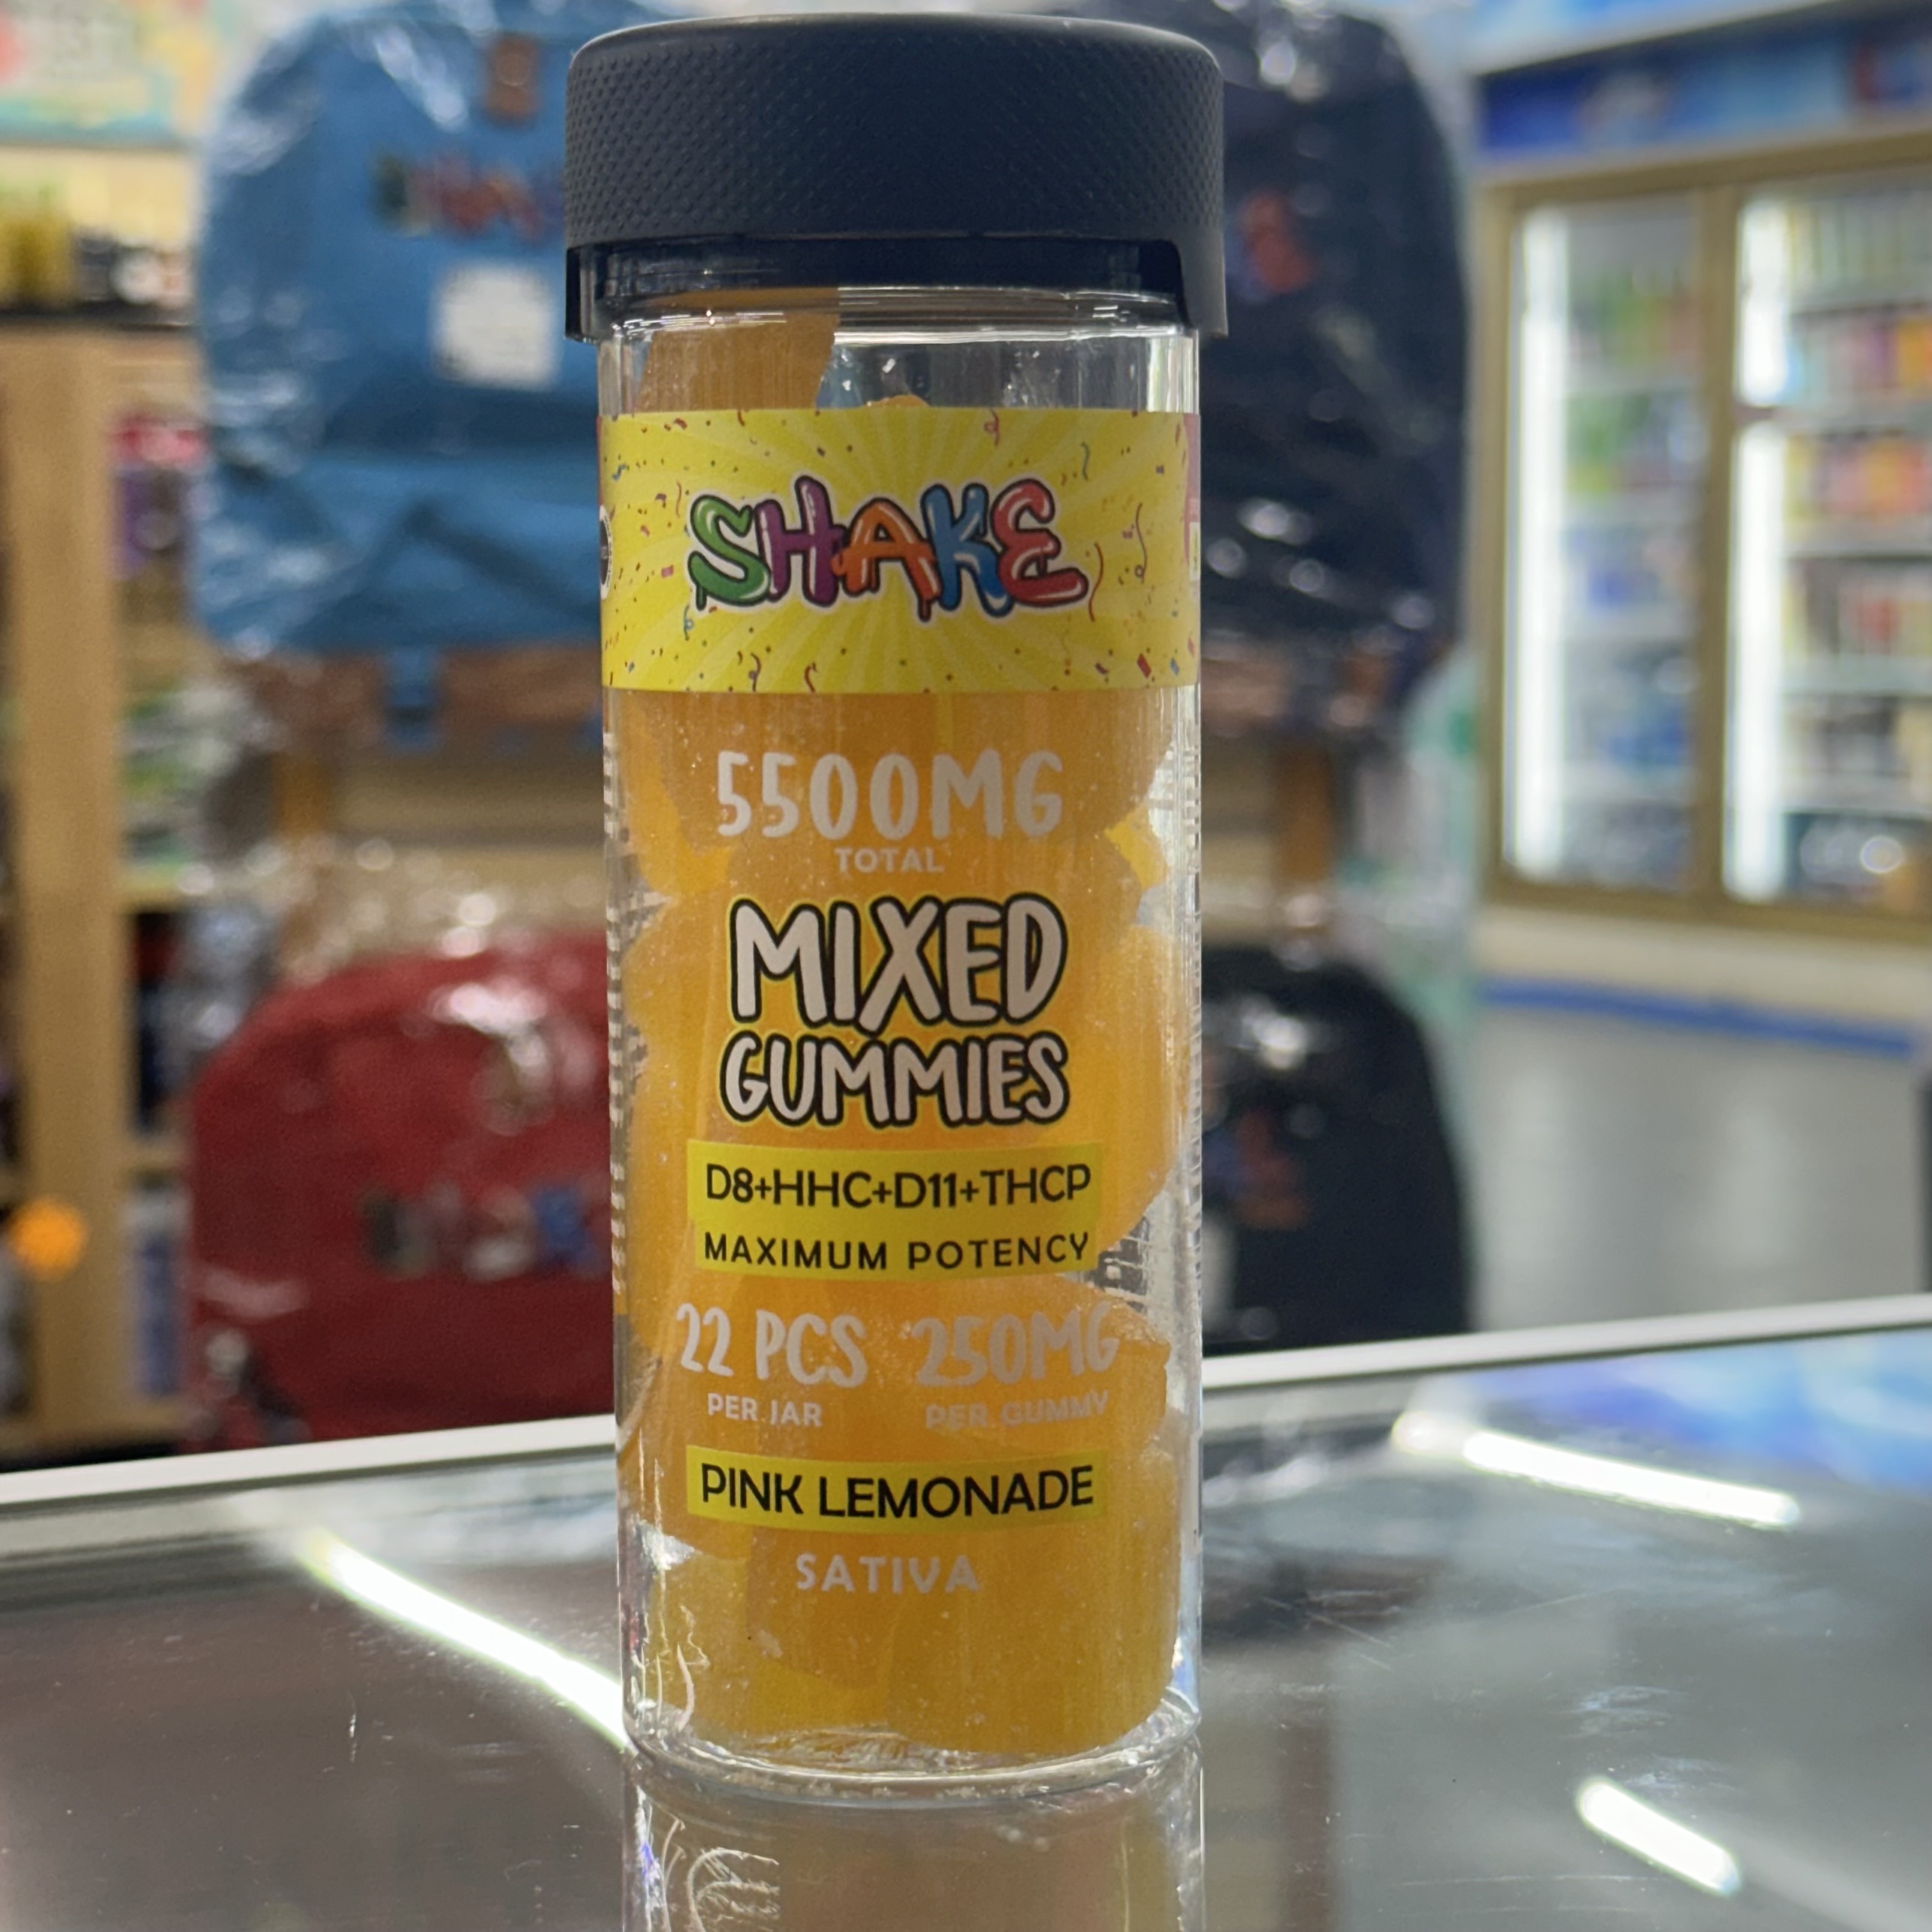 SHAKE
5500MG
TOTAL
MIXED
GUMMIES
D8+HHC+D11+THCP
MAXIMUM POTENCY
22 PCS 250MG
PER JAR PER GUMMY
PINK LEMONADE
SATIVA